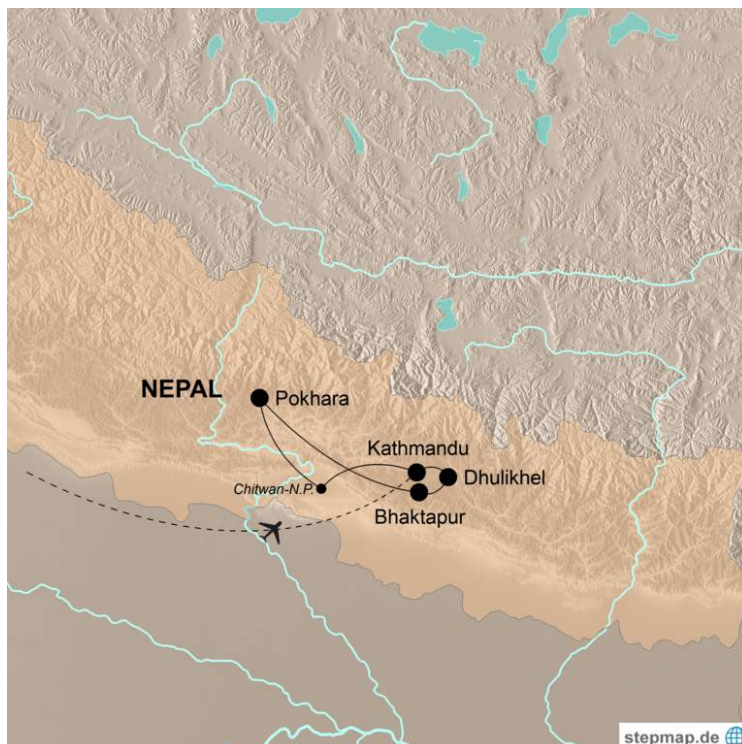 NEPAL
Pokhara
Kathmandu
Dhulikhel
Chitwan-N.P.
Bhaktapur
stepmap.de